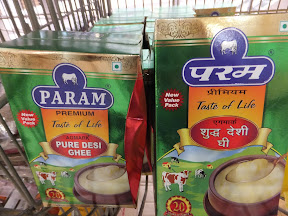 PARAM
PREMIUM
Taste of Life
New
Value
Pack
PURE DESI
GHEE
परम
प्रीमियम
Taste of Life
New
Value
Pack
एगमार्क
शुद्ध देशी
घी